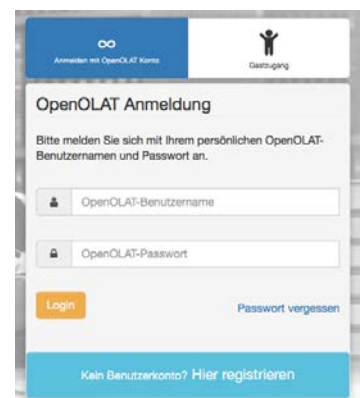 Anmelden mit OpenOLAT Konto
Gastzugang
OpenOLAT Anmeldung
Bitte melden Sie sich mit Ihrem persönlichen OpenOLAT-
Benutzernamen und Passwort an.
OpenOLAT-Benutzername
OpenOLAT-Passwort
Login
Passwort vergessen
Kein Benutzerkonto? Hier registrieren